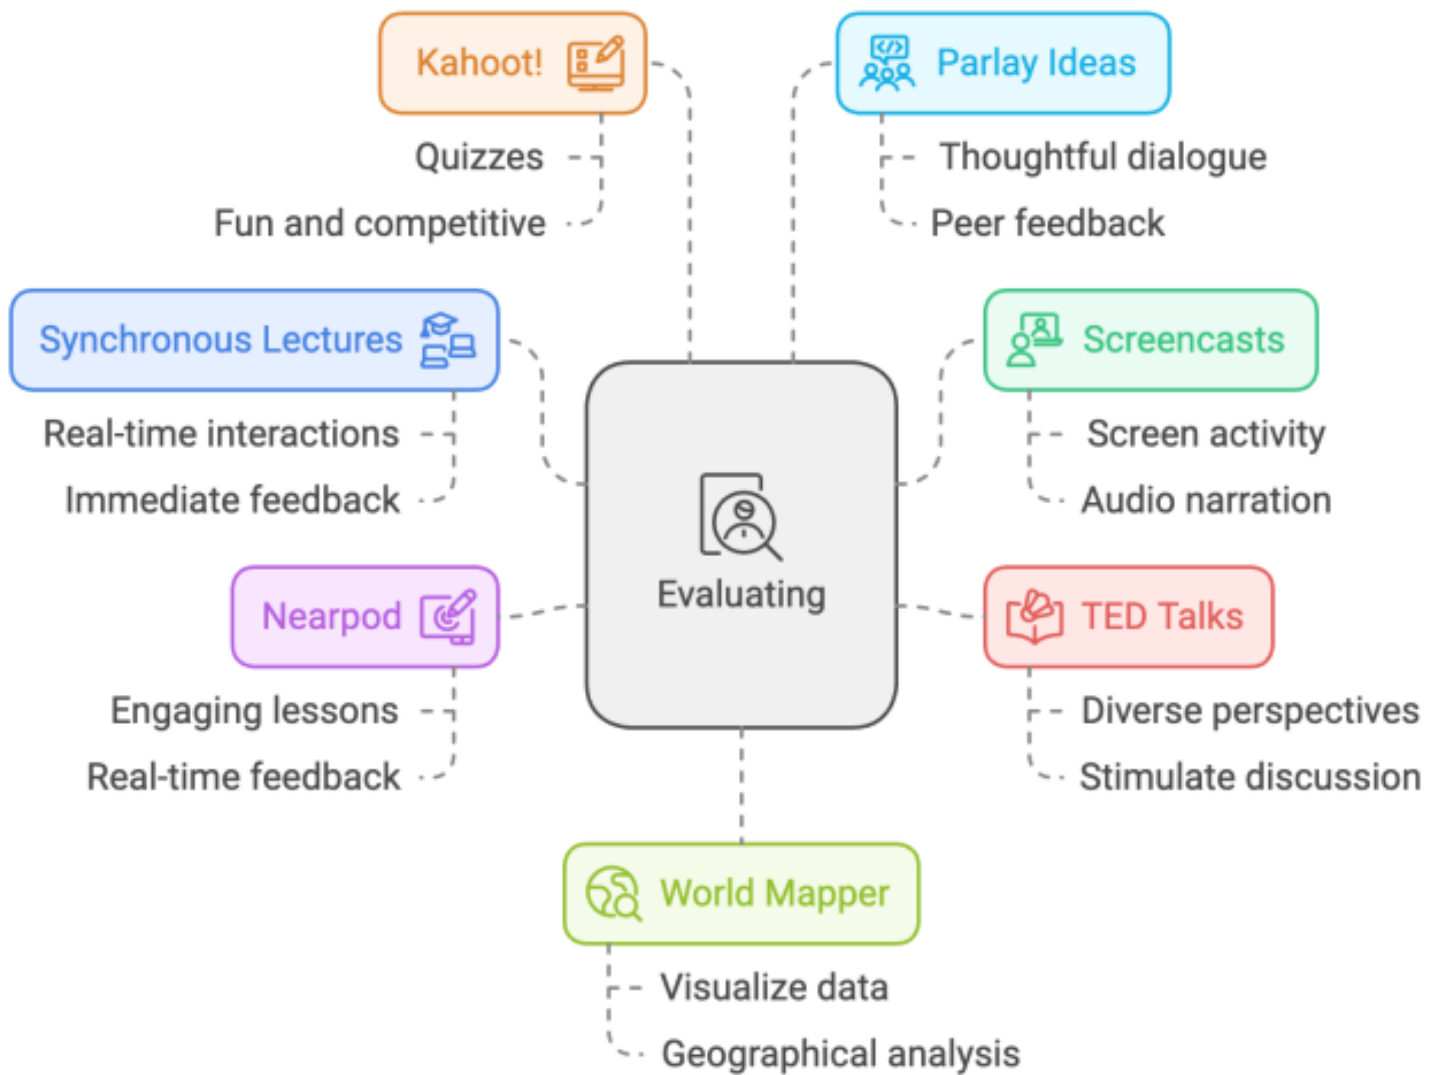 Kahoot!
Quizzes
Fun and competitive
Parlay Ideas
Thoughtful dialogue
Peer feedback
Synchronous Lectures
Real-time interactions
Immediate feedback
Screencasts
Screen activity
Audio narration
Evaluating
Nearpod
Engaging lessons
Real-time feedback
TED Talks
Diverse perspectives
Stimulate discussion
World Mapper
Visualize data
Geographical analysis